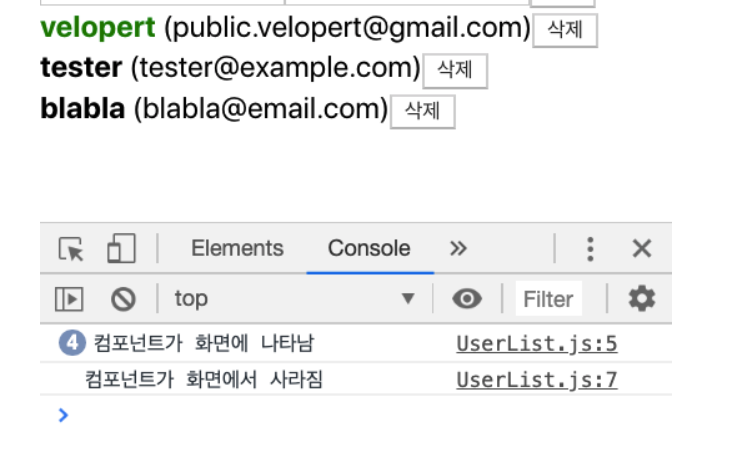 velopert (public.velopert@gmail.com) 삭제
tester (tester@example.com) 삭제
blabla (blabla@email.com) 삭제
Elements Console »
top ▼ Filter
4 컴포넌트가 화면에 나타남 UserList.js:5
컴포넌트가 화면에서 사라짐 UserList.js:7
>